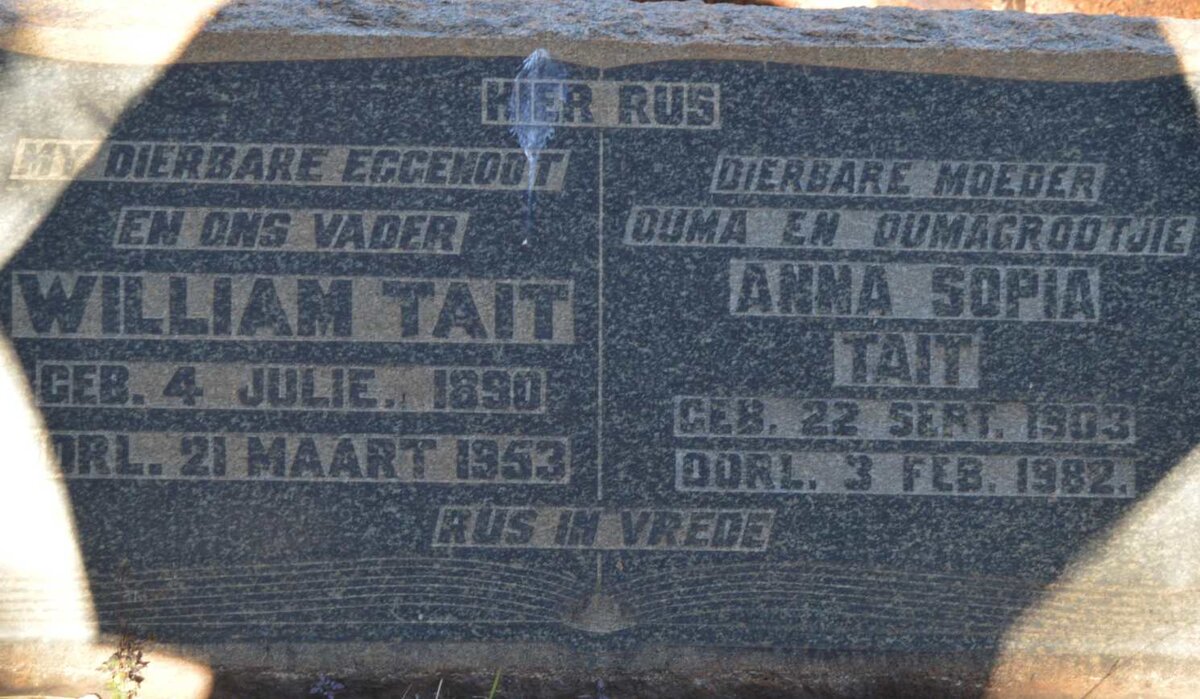 HIER RUS
MY DIERBARE EGGENOOT
EN ONS VADER
WILLIAM TAIT
GEB. 4 JULIE. 1890
OORL. 21 MAART 1953
DIERBARE MOEDER
OUMA EN OUMAGROOTJIE
ANNA SOPIA
TAIT
GEB. 22 SEPT. 1903
OORL. 3 FEB. 1982.
RUS IN VREDE